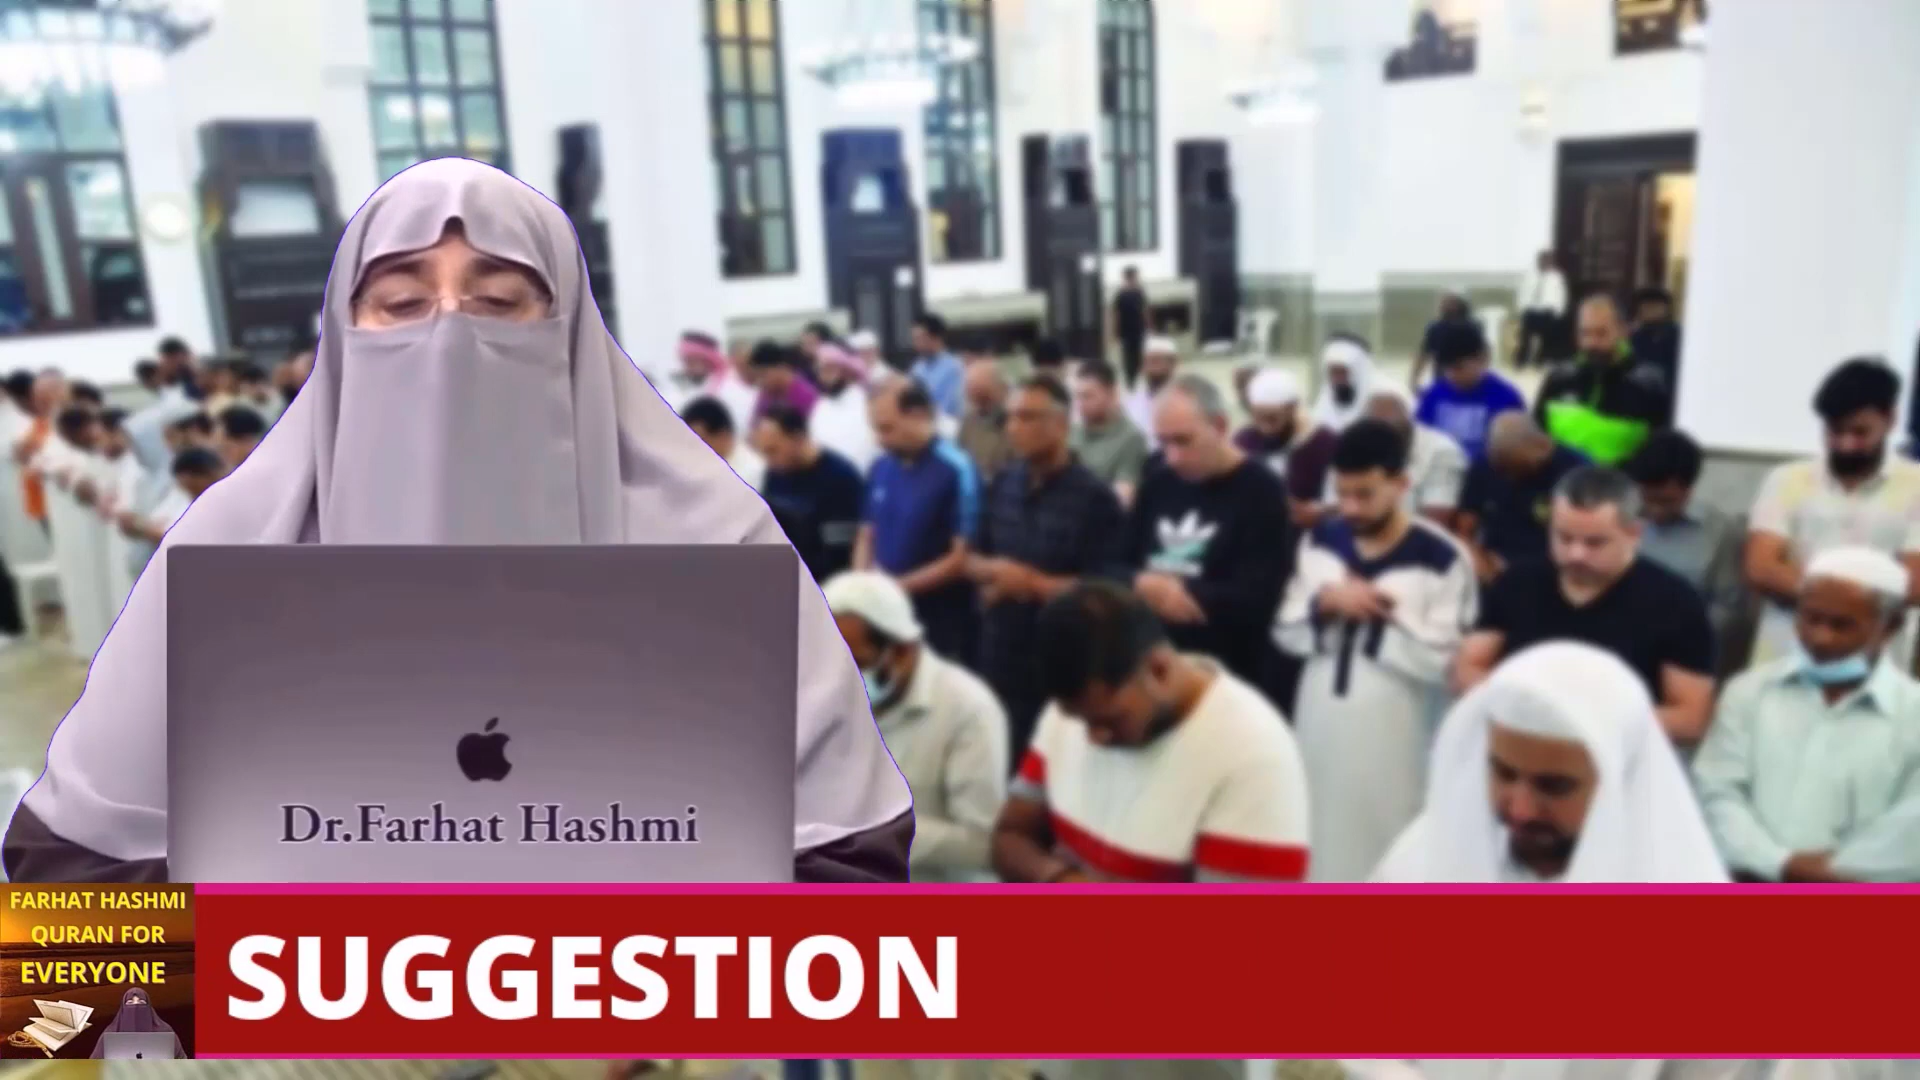 Dr.Farhat Hashmi
FARHAT HASHMI
QURAN FOR
EVERYONE
SUGGESTION